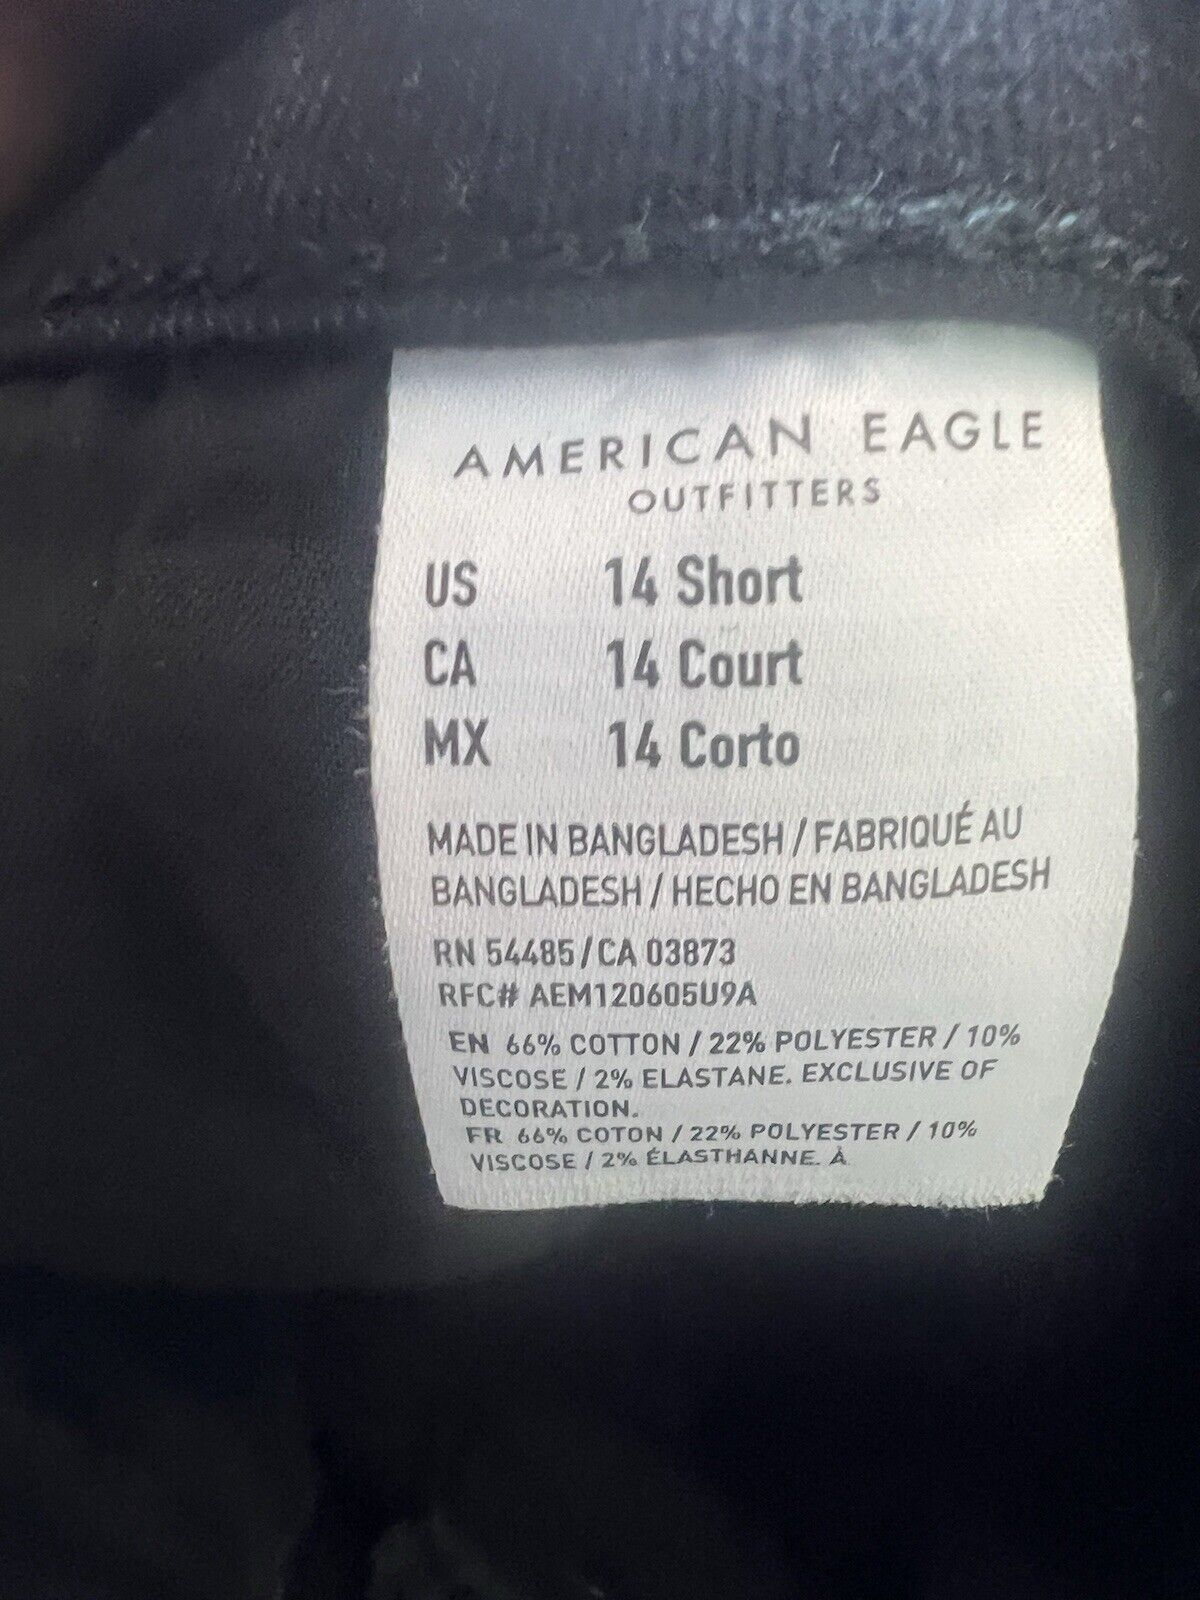 AMERICAN EAGLE
OUTFITTERS
US 14 Short
CA 14 Court
MX 14 Corto
MADE IN BANGLADESH / FABRIQUÉ AU
BANGLADESH / HECHO EN BANGLADESH
RN 54485 / CA 03873
RFC# AEM120605U9A
EN 66% COTTON / 22% POLYESTER / 10%
VISCOSE / 2% ELASTANE. EXCLUSIVE OF
DECORATION.
FR 66% COTON / 22% POLYESTER / 10%
VISCOSE / 2% ÉLASTHANNE. À